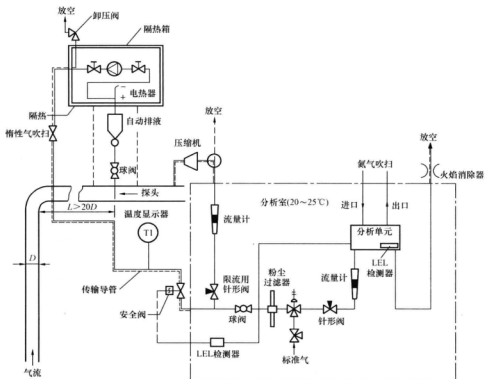 放空
卸压阀
隔热箱
电热器
隔热
自动排液
惰性气吹扫
压缩机
放空
放空
球阀
氮气吹扫
火焰消除器
探头
L>20D
分析室(20~25℃)
进口
出口
温度显示器
流量计
分析单元
T1
LEL
检测器
D
限流用
针形阀
粉尘
过滤器
流量计
传输导管
安全阀
球阀
针形阀
LEL检测器
标准气
气流